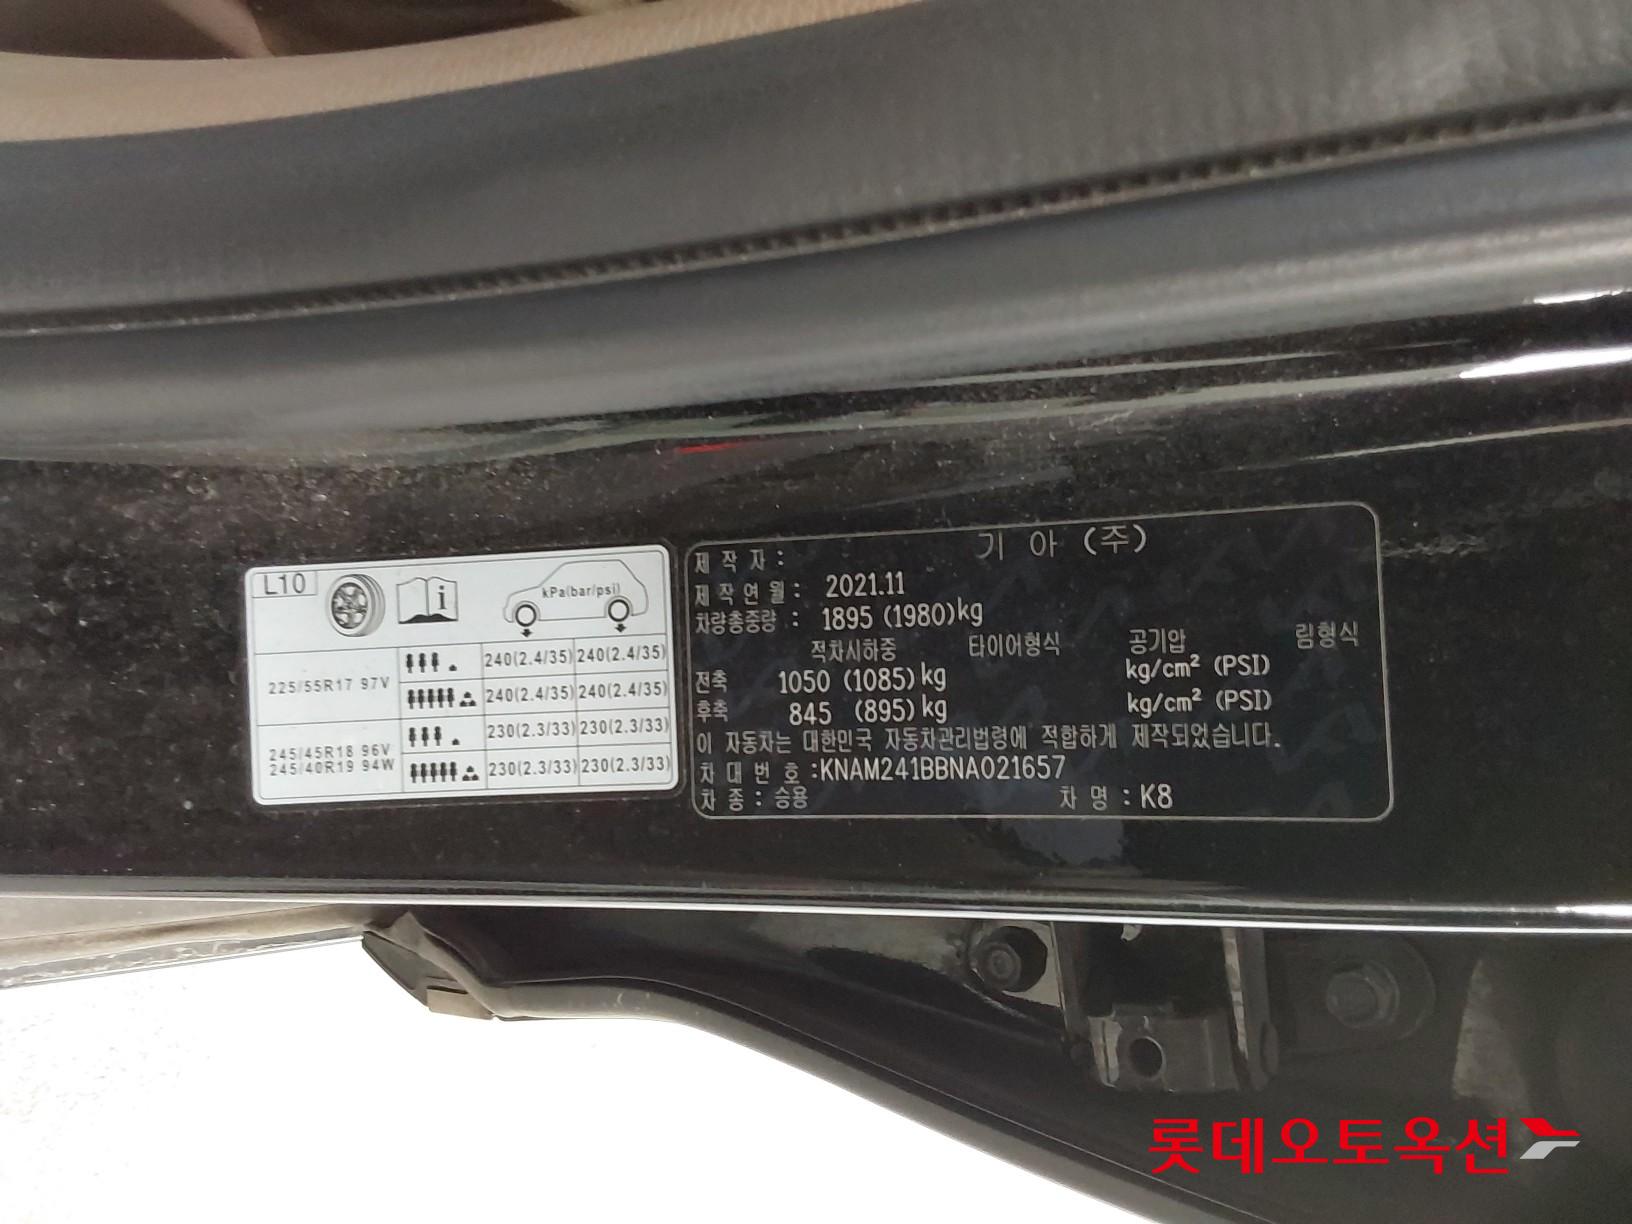 L10
kPa(bar/psi)
225/55R17 97V 240(2.4/35) 240(2.4/35)
240(2.4/35) 240(2.4/35)
245/45R18 96V 230(2.3/33) 230(2.3/33)
245/40R19 94W 230(2.3/33) 230(2.3/33)
제 작 자 : 기 아 (주)
제 작 연 월 : 2021.11
차량총중량 : 1895 (1980)kg
적차시하중 타이어형식 공기압 림형식
전축 1050 (1085)kg kg/cm² (PSI)
후축 845 (895)kg kg/cm² (PSI)
이 자동차는 대한민국 자동차관리법령에 적합하게 제작되었습니다.
차 대 번 호 :KNAM241BBNA021657
차 종 : 승용 차 명 : K8
롯데오토옥션